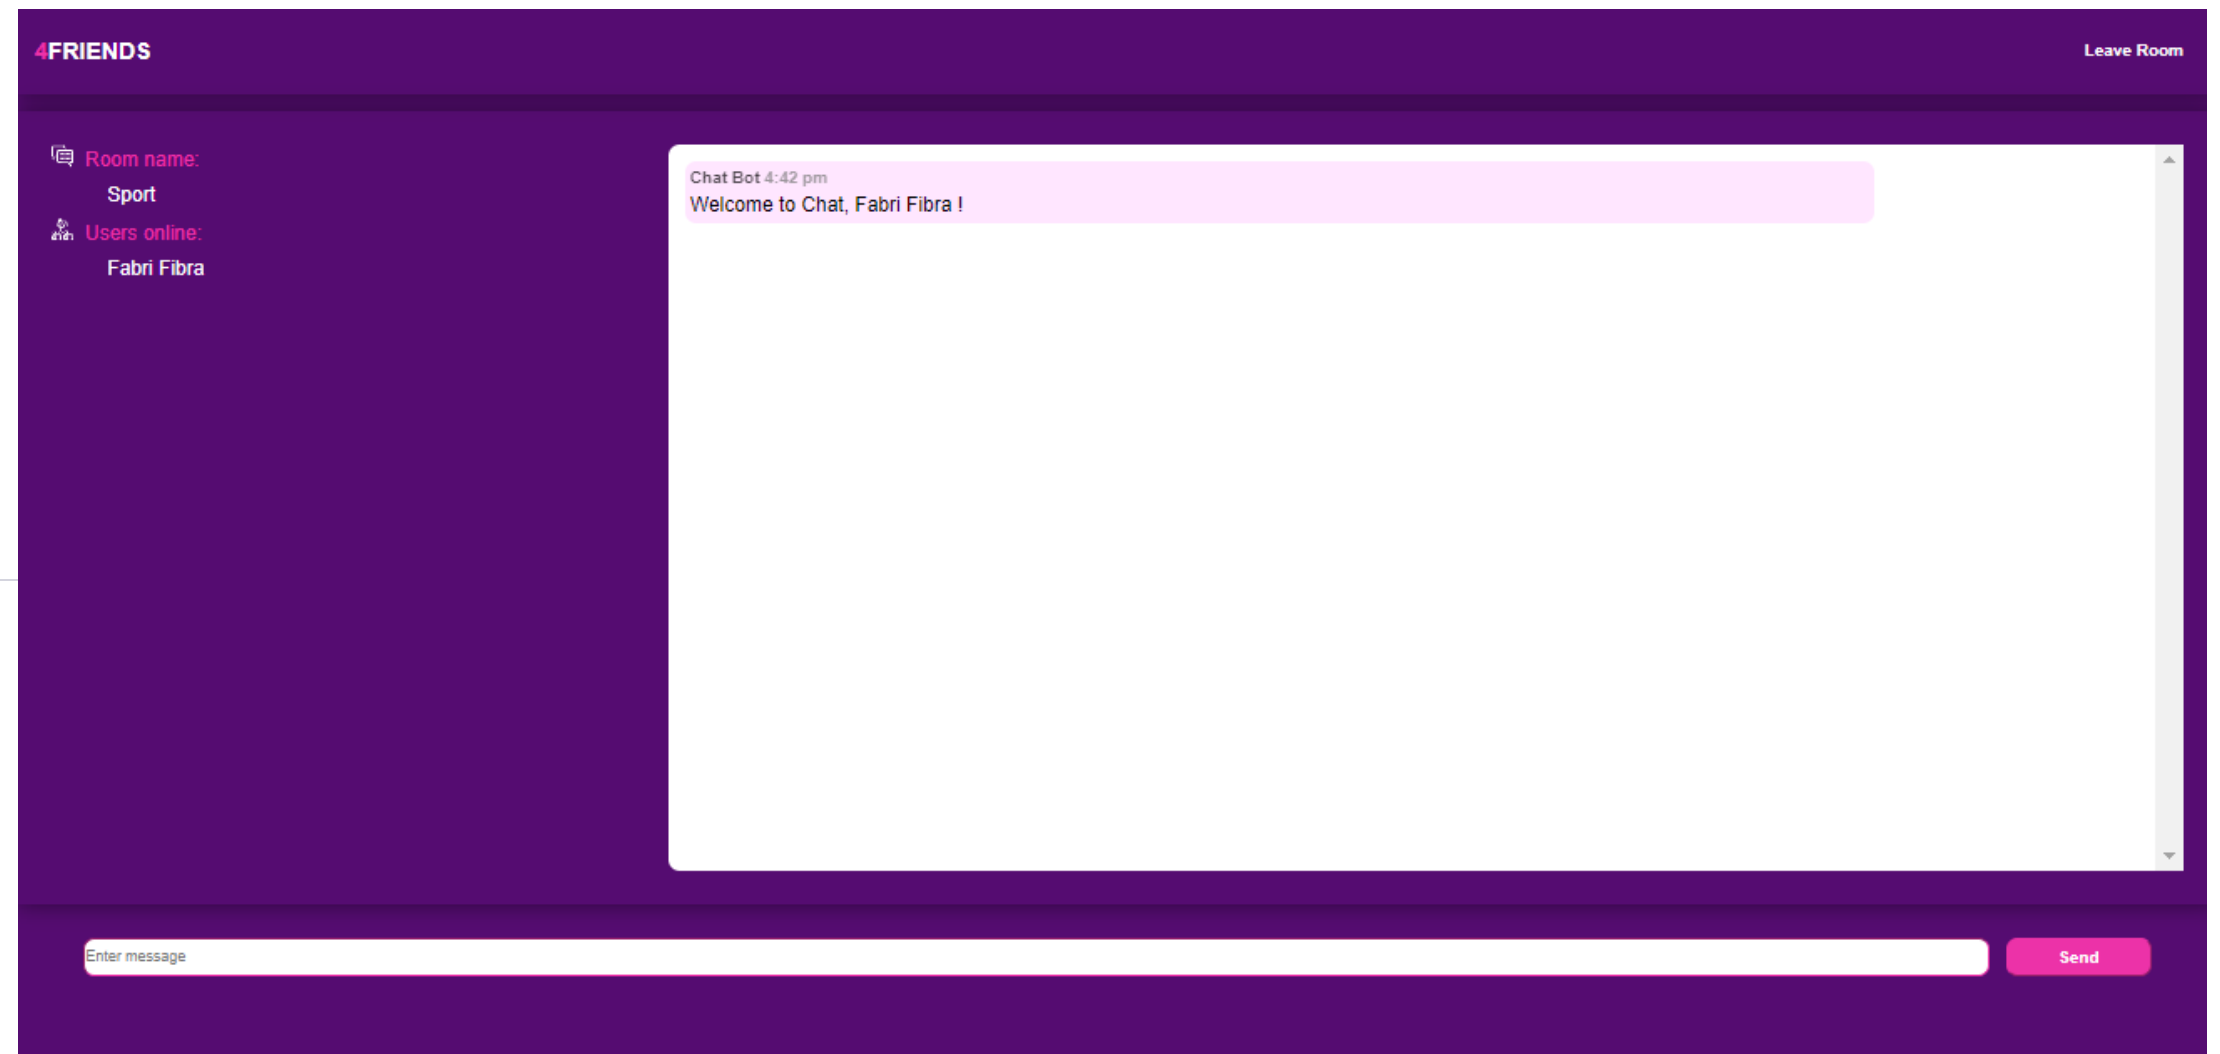 4FRIENDS
Leave Room
Room name:
Sport
Users online:
Fabri Fibra
Chat Bot 4:42 pm
Welcome to Chat, Fabri Fibra !
Enter message
Send